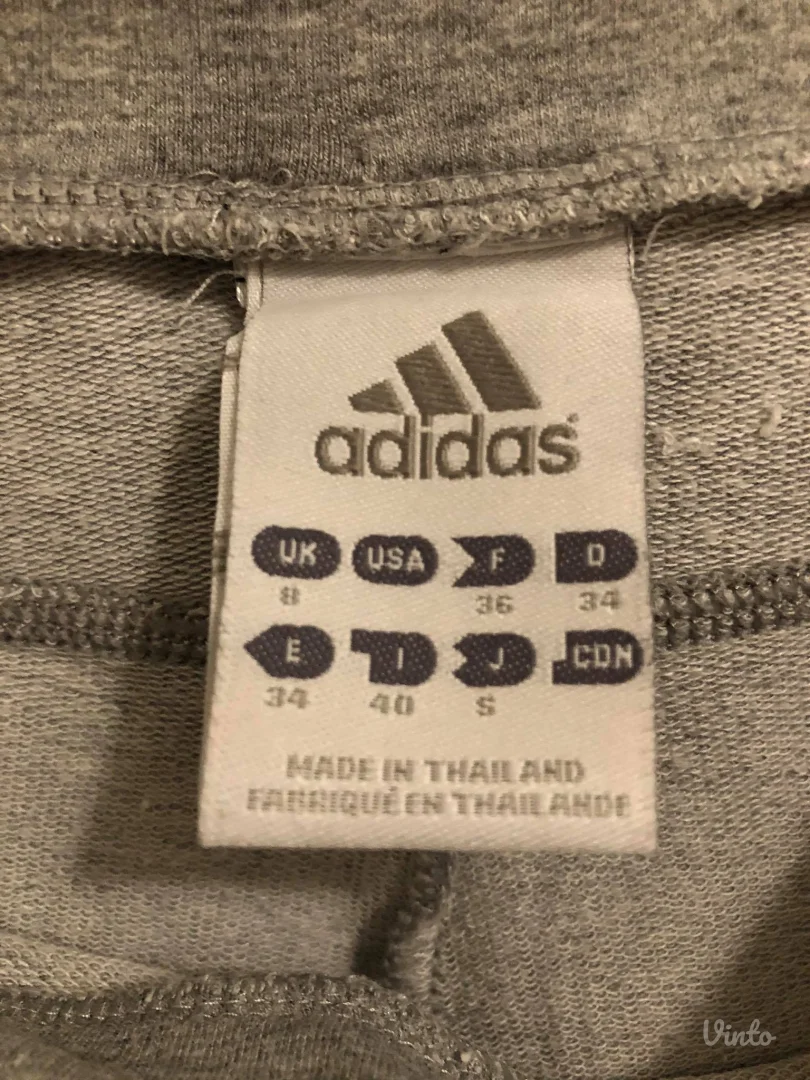 adidas
UK USA F D
8 36 34
E I J CDN
34 40 S
MADE IN THAILAND
FABRIQUÉ EN THAILANDE
Vinto